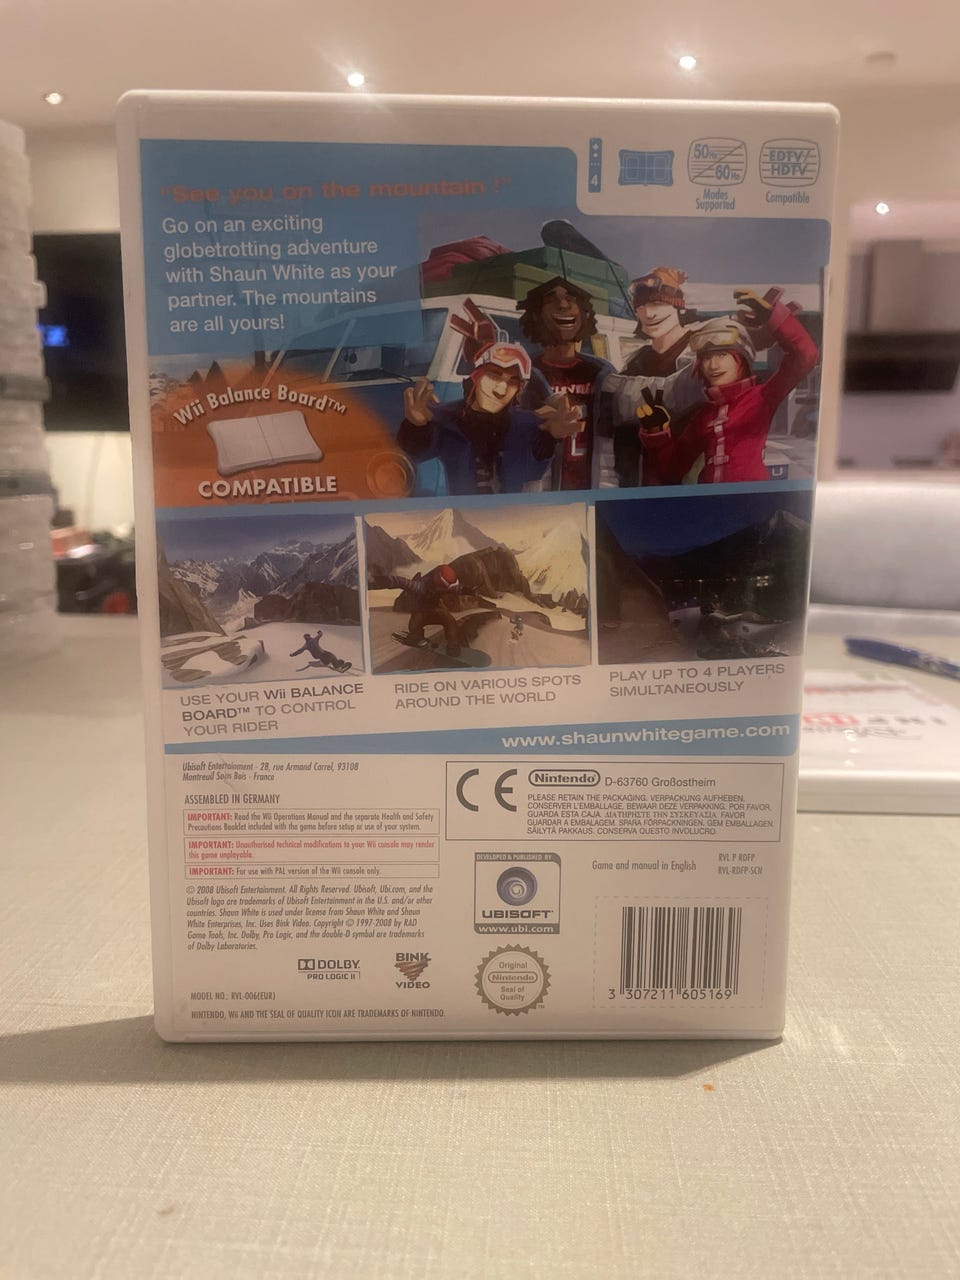 "See you on the mountain !"
Go on an exciting
globetrotting adventure
with Shaun White as your
partner. The mountains
are all yours!
4
50Hz
60Hz
Modes
Supported
EDTV/
HDTV
Compatible
Wii Balance Board™
COMPATIBLE
USE YOUR Wii BALANCE
BOARD™ TO CONTROL
YOUR RIDER
RIDE ON VARIOUS SPOTS
AROUND THE WORLD
PLAY UP TO 4 PLAYERS
SIMULTANEOUSLY
www.shaunwhitegame.com
Ubisoft Entertainment - 28, rue Armand Carrel, 93108
Montreuil Sous Bois - France
ASSEMBLED IN GERMANY
IMPORTANT: Read the Wii Operations Manual and the separate Health and Safety
Precautions Booklet included with the game before setup or use of your system.
IMPORTANT: Unauthorised technical modifications to your Wii console may render
this game unplayable.
IMPORTANT: For use with PAL version of the Wii console only.
© 2008 Ubisoft Entertainment. All Rights Reserved. Ubisoft, Ubi.com, and the
Ubisoft logo are trademarks of Ubisoft Entertainment in the U.S. and/or other
countries. Shaun White is used under license from Shaun White and Shaun
White Enterprises, Inc. Uses Bink Video. Copyright © 1997-2008 by RAD
Game Tools, Inc. Dolby, Pro Logic, and the double-D symbol are trademarks
of Dolby Laboratories.
DOLBY
PRO LOGIC II
BINK
VIDEO
MODEL NO.: RVL-006(EUR)
NINTENDO, Wii AND THE SEAL OF QUALITY ICON ARE TRADEMARKS OF NINTENDO.
CE
Nintendo D-63760 Großostheim
PLEASE RETAIN THE PACKAGING. VERPACKUNG AUFHEBEN.
CONSERVER L'EMBALLAGE. BEWAAR DEZE VERPAKKING. POR FAVOR,
GUARDA ESTA CAJA. ΔΙΑΤΗΡΗΣΤΕ ΤΗΝ ΣΥΣΚΕΥΑΣΙΑ. FAVOR
GUARDAR A EMBALAGEM. SPARA FÖRPACKNINGEN. GEM EMBALLAGEN.
SÄILYTÄ PAKKAUS. CONSERVA QUESTO INVOLUCRO.
DEVELOPED & PUBLISHED BY
UBISOFT
www.ubi.com
Game and manual in English
RVL P RDFP
RVL-RDFP-SCN
Original
Nintendo
Seal of
Quality
3 307211 605169